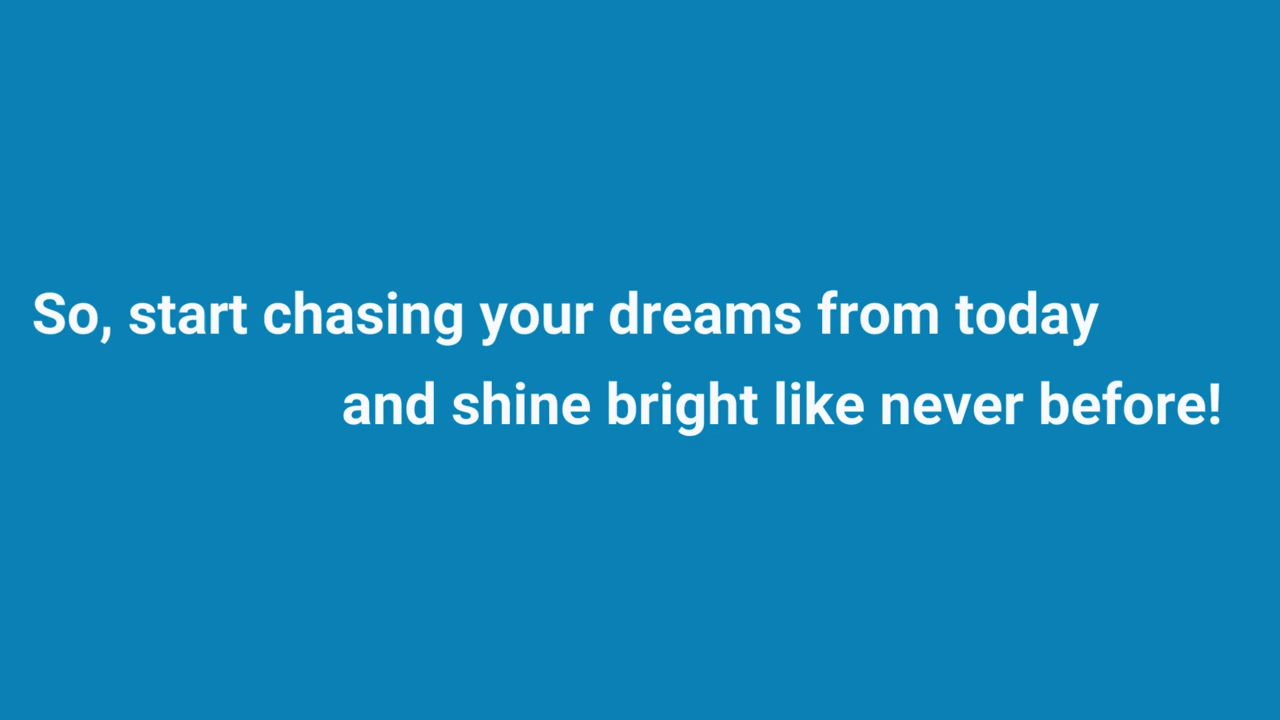 So, start chasing your dreams from today
and shine bright like never before!